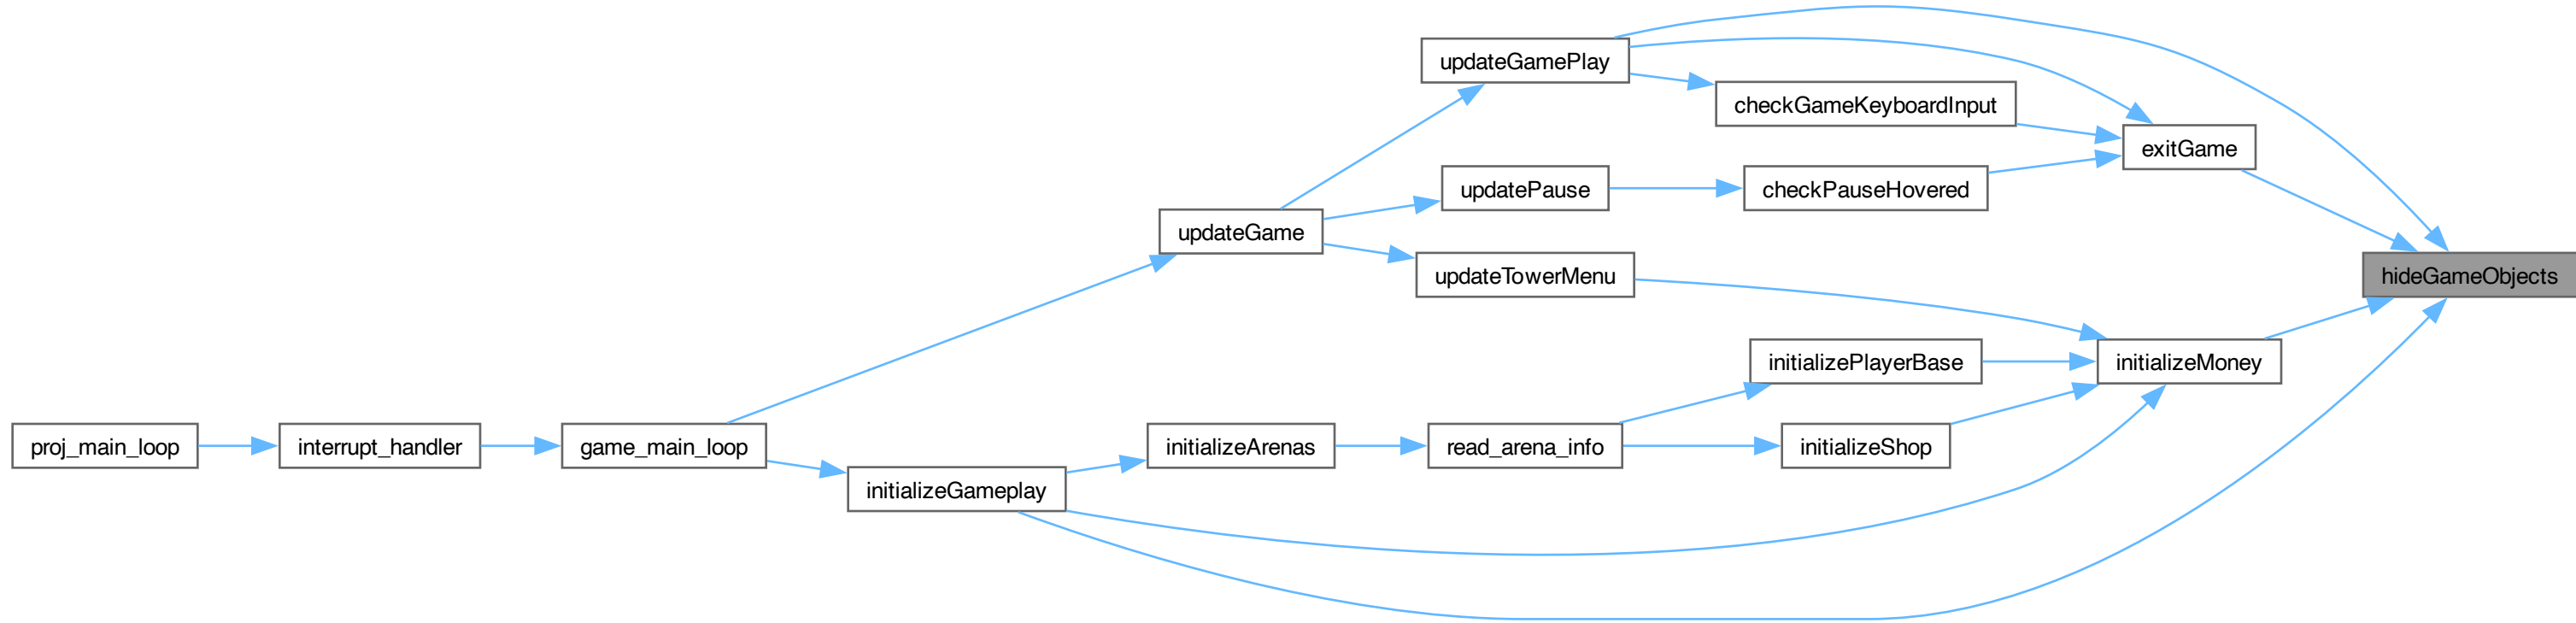 updateGamePlay
checkGameKeyboardInput
exitGame
updatePause
checkPauseHovered
updateGame
updateTowerMenu
hideGameObjects
initializePlayerBase
initializeMoney
proj_main_loop
interrupt_handler
game_main_loop
initializeArenas
read_arena_info
initializeShop
initializeGameplay